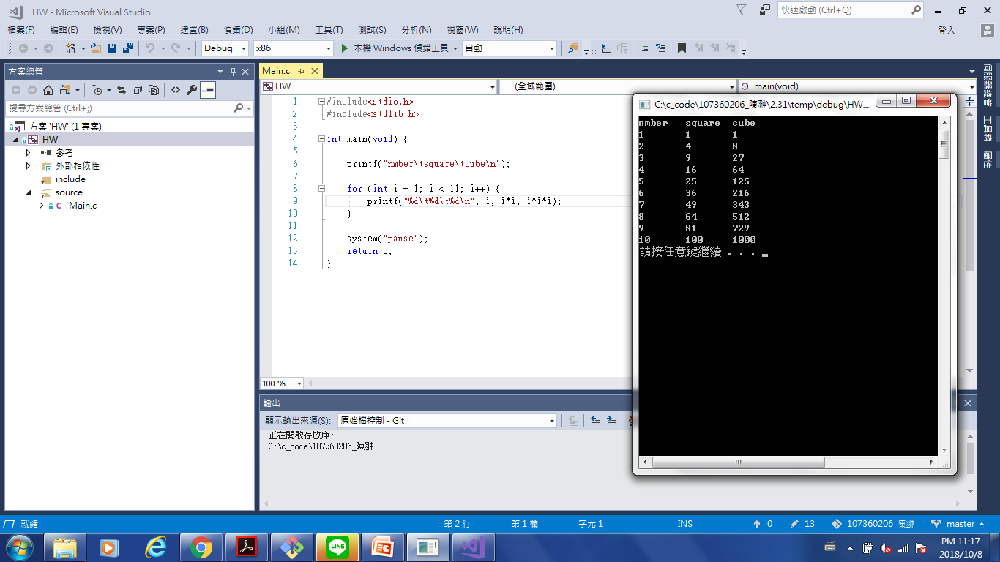 HW - Microsoft Visual Studio
快速啟動 (Ctrl+Q)
檔案(F) 編輯(E) 檢視(V) 專案(P) 建置(B) 偵錯(D) 小組(M) 工具(T) 測試(S) 分析(N) 視窗(W) 說明(H) 登入
Debug x86 本機 Windows 偵錯工具 自動
方案總管
搜尋方案總管 (Ctrl+;)
方案 'HW' (1 專案)
HW
參考
外部相依性
include
source
C Main.c
Main.c
HW (全域範圍) main(void)
1 #include<stdio.h>
2 #include<stdlib.h>
3
4 int main(void) {
5
6 printf("nmber\tsquare\tcube\n");
7
8 for (int i = 1; i < 11; i++) {
9 printf("%d\t%d\t%d\n", i, i*i, i*i*i);
10 }
11
12 system("pause");
13 return 0;
14 }
100 %
C:\c_code\107360206_陳翀\2.31\temp\debug\HW....
nmber square cube
1 1 1
2 4 8
3 9 27
4 16 64
5 25 125
6 36 216
7 49 343
8 64 512
9 81 729
10 100 1000
請按任意鍵繼續 . . .
伺服器總管
工具箱
屬性
輸出
顯示輸出來源(S): 原始檔控制 - Git
正在開啟存放庫:
C:\c_code\107360206_陳翀
就緒 第 2 行 第 1 欄 字元 1 INS 0 13 107360206_陳翀 master
LINE
PM 11:17
2018/10/8